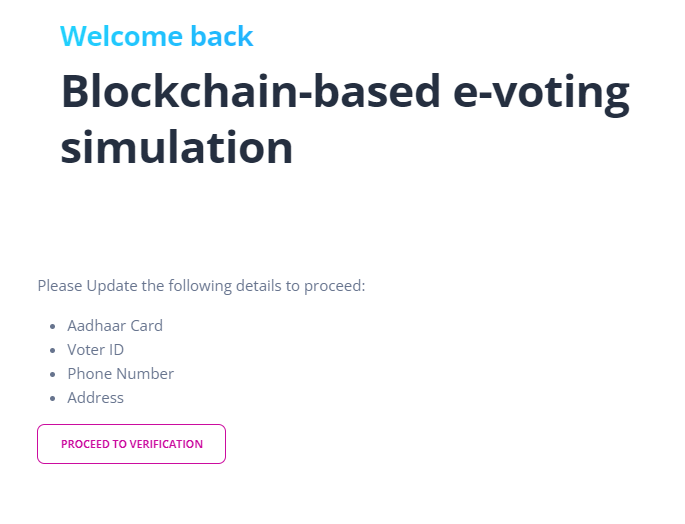 Welcome back
Blockchain-based e-voting
simulation
Please Update the following details to proceed:
Aadhaar Card
Voter ID
Phone Number
Address
PROCEED TO VERIFICATION